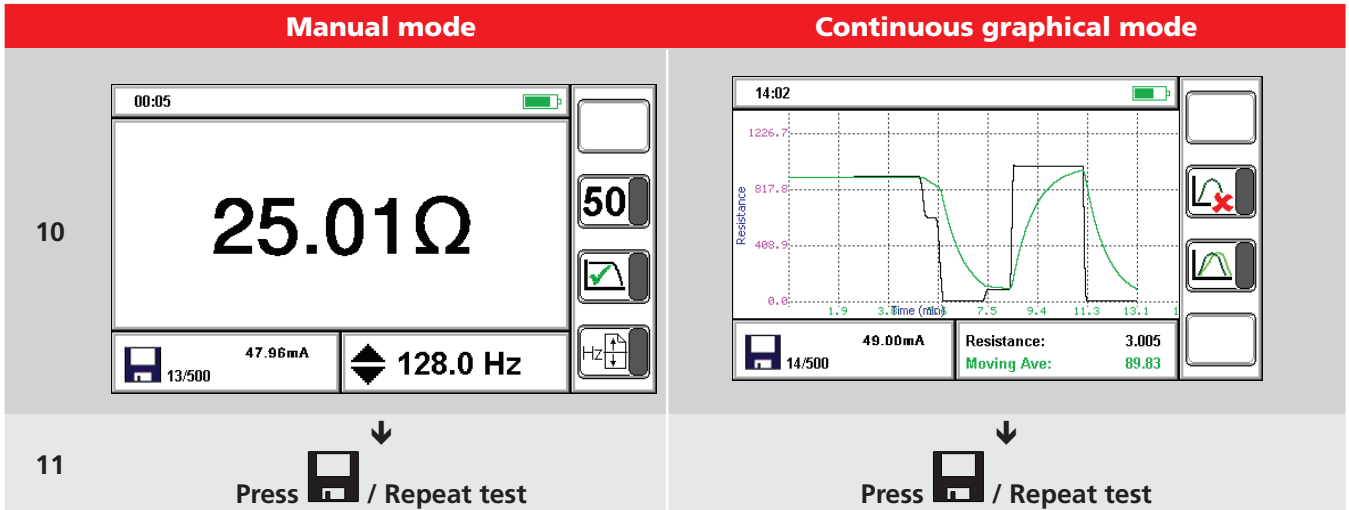 Manual mode
Continuous graphical mode
10
00:05
25.01Ω
50
Hz
47.96mA
13/500
128.0 Hz
14:02
1226.7
817.8
408.9
0.0
Resistance
1.9
7.5
9.4
11.3
13.1
Time (min)
49.00mA
14/500
Resistance: 3.005
Moving Ave: 89.83
11
Press / Repeat test
Press / Repeat test